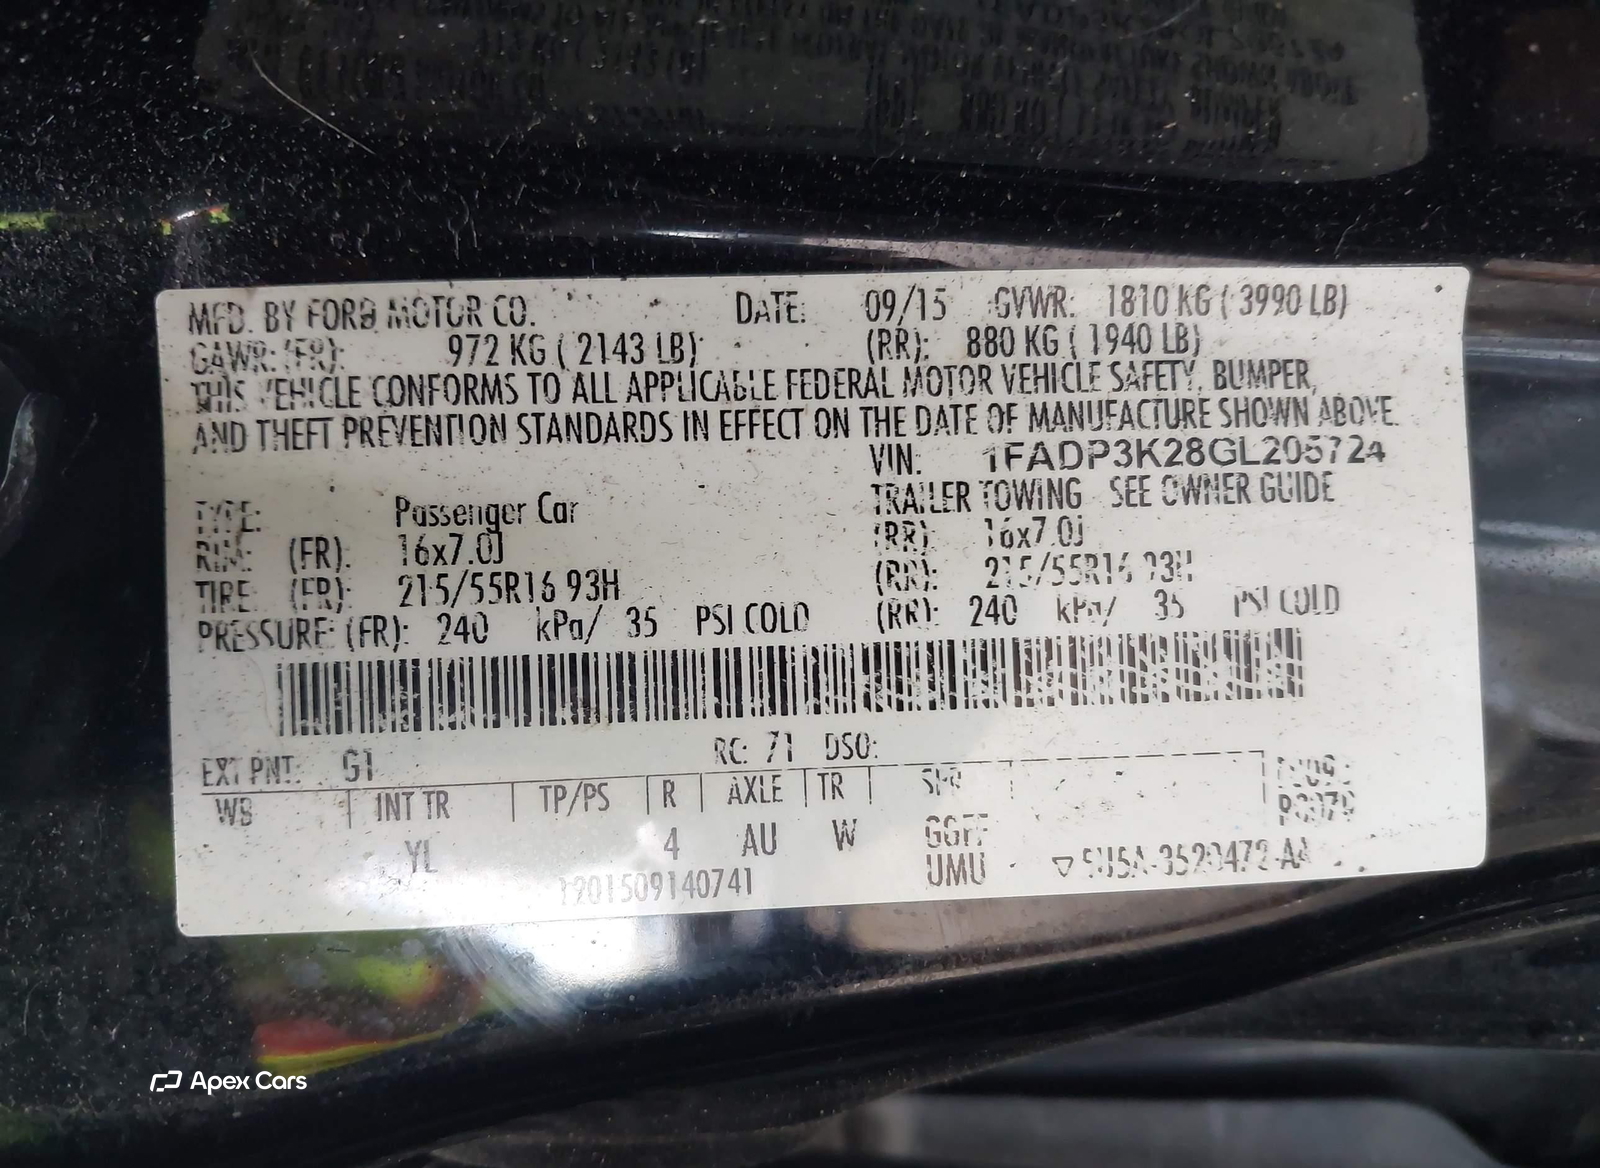 MFD. BY FORD MOTOR CO. DATE: 09/15 GVWR: 1810 KG ( 3990 LB)
GAWR: (FR): 972 KG ( 2143 LB) (RR): 880 KG ( 1940 LB)
THIS VEHICLE CONFORMS TO ALL APPLICABLE FEDERAL MOTOR VEHICLE SAFETY, BUMPER,
AND THEFT PREVENTION STANDARDS IN EFFECT ON THE DATE OF MANUFACTURE SHOWN ABOVE.
VIN: 1FADP3K28GL205724
TYPE: Passenger Car TRAILER TOWING SEE OWNER GUIDE
RIM: (FR): 16x7.0J (RR): 16x7.0J
TIRE: (FR): 215/55R16 93H (RR): 215/55R16 93H
PRESSURE: (FR): 240 kPa/ 35 PSI COLD (RR): 240 kPa/ 35 PSI COLD
EXT PNT: G1 RC: 71 DSO:
WB INT TR TP/PS R AXLE TR SPR
YL 4 AU W GGFF
1201509140741 UMU
Apex Cars